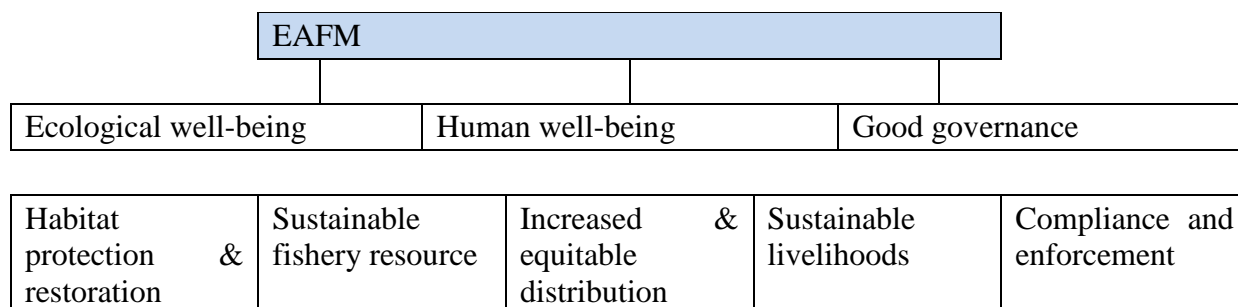 EAFM
Ecological well-being
Human well-being
Good governance
Habitat
protection &
restoration
Sustainable
fishery resource
Increased &
equitable
distribution
Sustainable
livelihoods
Compliance and
enforcement